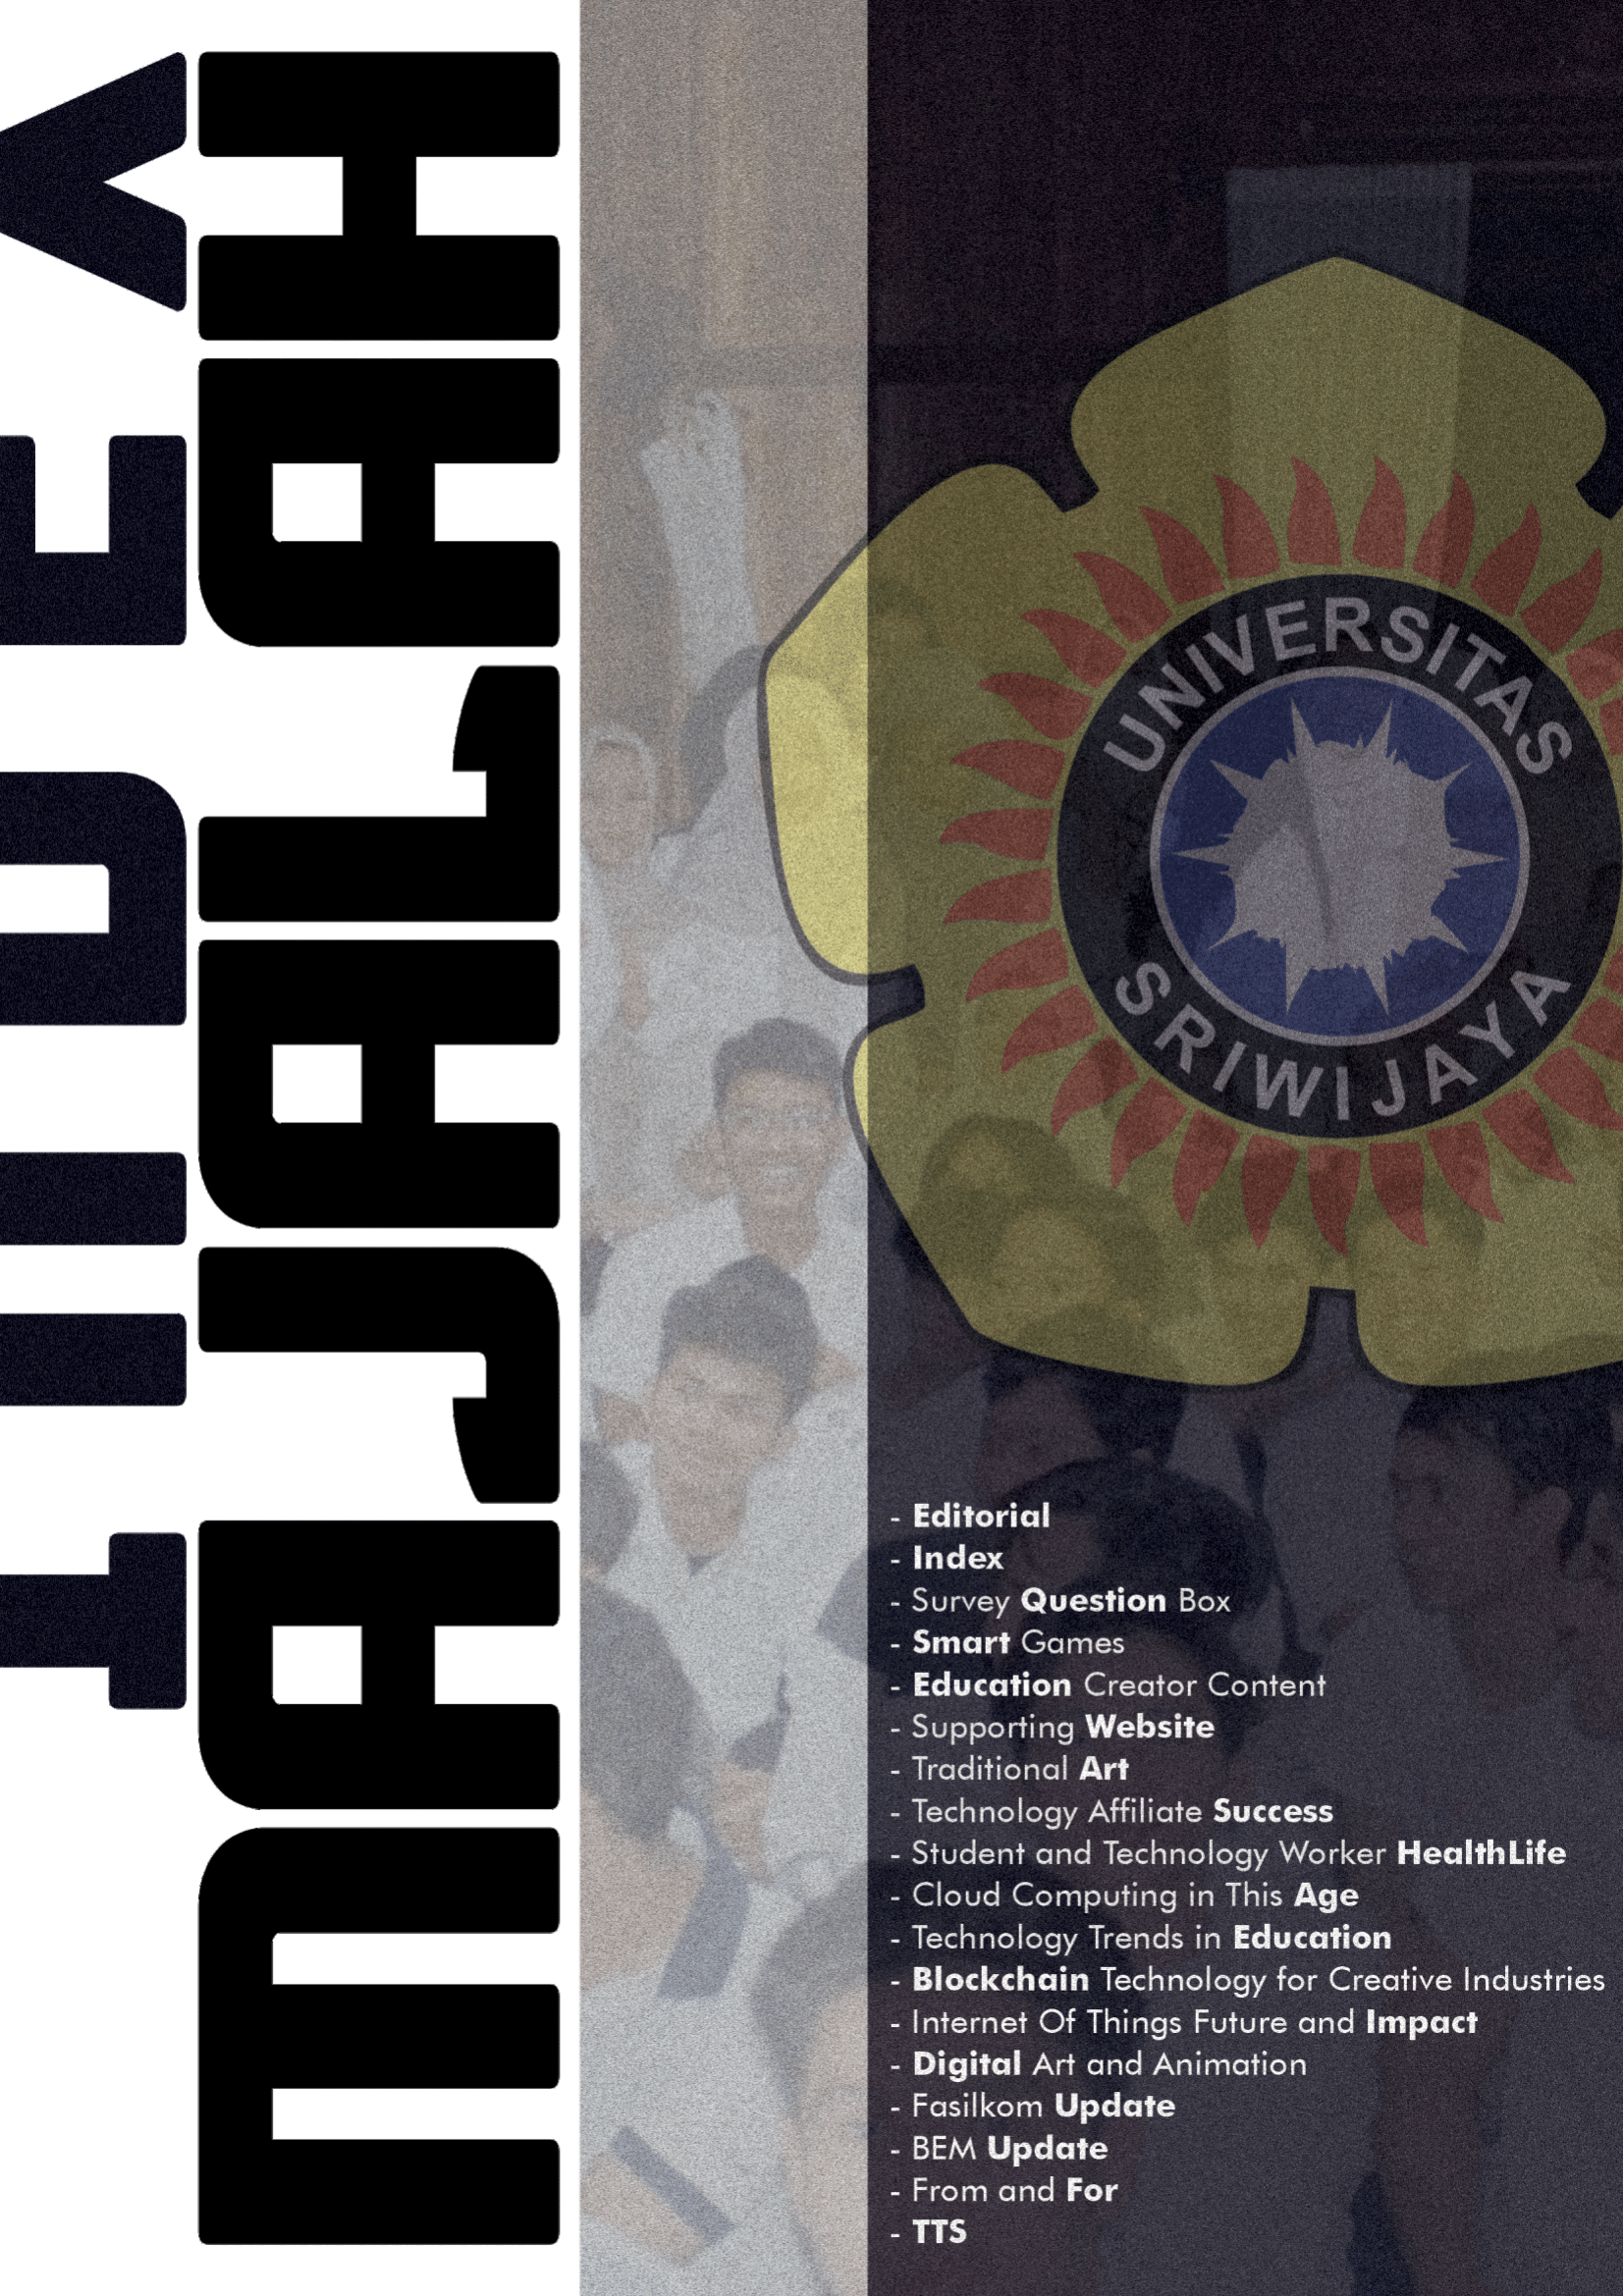 MAJALAH
INDEX
UNIVERSITAS
SRIWIJAYA
- Editorial
- Index
- Survey Question Box
- Smart Games
- Education Creator Content
- Supporting Website
- Traditional Art
- Technology Affiliate Success
- Student and Technology Worker HealthLife
- Cloud Computing in This Age
- Technology Trends in Education
- Blockchain Technology for Creative Industries
- Internet Of Things Future and Impact
- Digital Art and Animation
- Fasilkom Update
- BEM Update
- From and For
- TTS